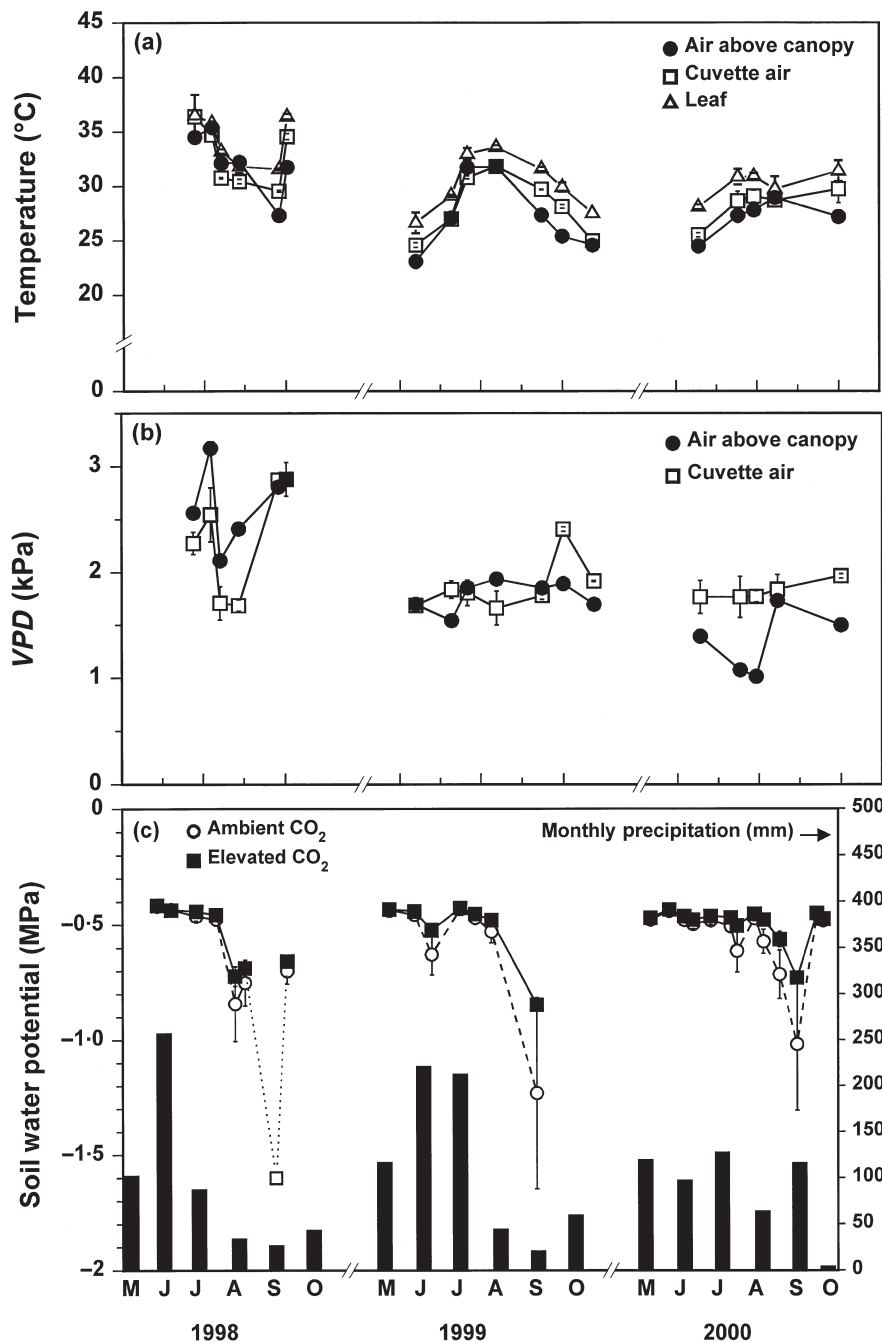 (a)
Air above canopy
Cuvette air
Leaf
Temperature (°C)
45
40
35
30
25
20
0
(b)
Air above canopy
Cuvette air
VPD (kPa)
3
2
1
0
(c)
Ambient CO₂
Elevated CO₂
Monthly precipitation (mm) →
Soil water potential (MPa)
0
−0·5
−1·0
−1·5
−2
500
450
400
350
300
250
200
150
100
50
0
M J J A S O M J J A S O M J J A S O
1998 1999 2000